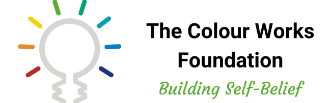 The Colour Works
Foundation
Building Self-Belief